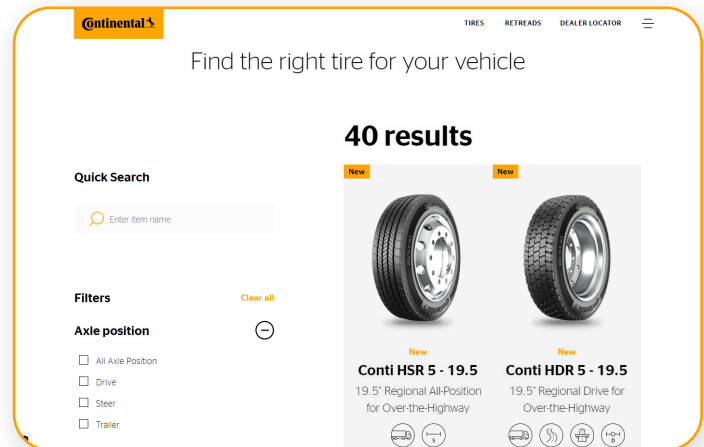 Continental
TIRES RETREADS DEALER LOCATOR
Find the right tire for your vehicle
40 results
Quick Search
Enter item name
Filters Clear all
Axle position
All Axle Position
Drive
Steer
Trailer
New
New
New
Conti HSR 5 - 19.5
19.5" Regional All-Position
for Over-the-Highway
S
New
Conti HDR 5 - 19.5
19.5" Regional Drive for
Over-the-Highway
D